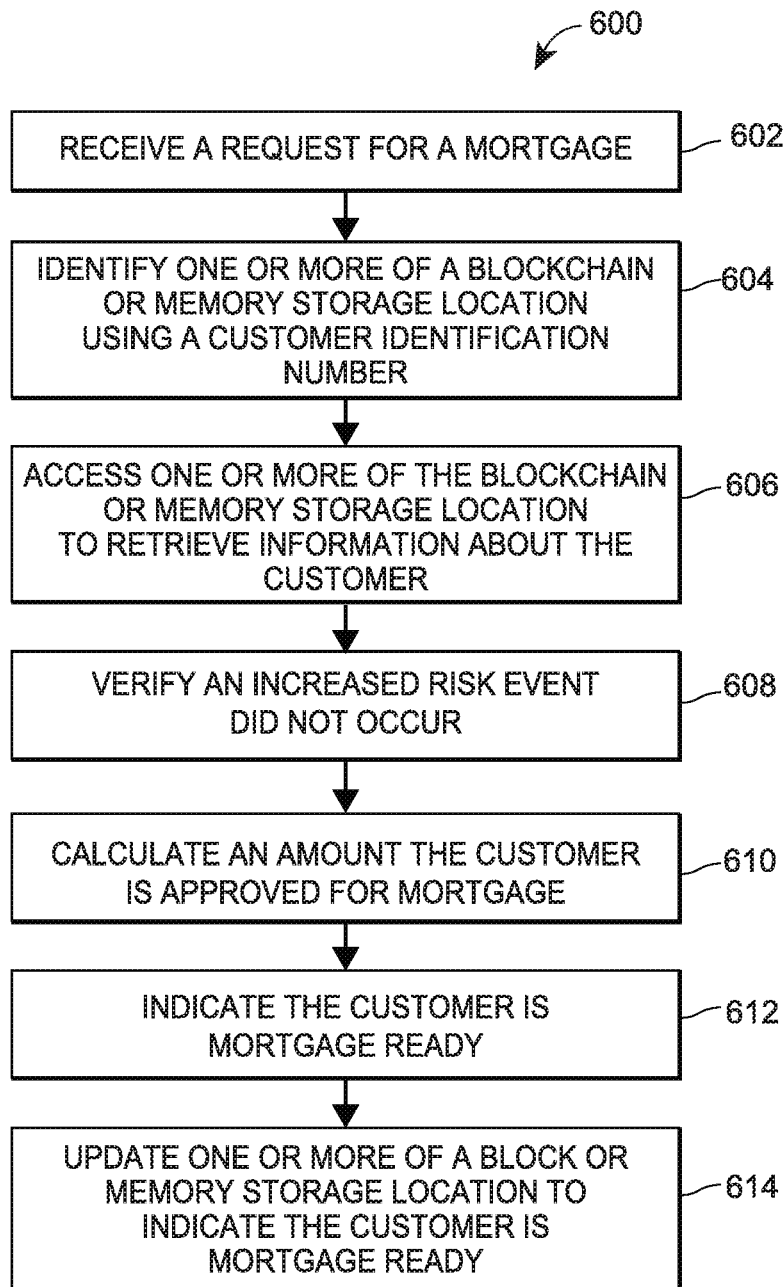 600
RECEIVE A REQUEST FOR A MORTGAGE
602
IDENTIFY ONE OR MORE OF A BLOCKCHAIN
OR MEMORY STORAGE LOCATION
USING A CUSTOMER IDENTIFICATION
NUMBER
604
ACCESS ONE OR MORE OF THE BLOCKCHAIN
OR MEMORY STORAGE LOCATION
TO RETRIEVE INFORMATION ABOUT THE
CUSTOMER
606
VERIFY AN INCREASED RISK EVENT
DID NOT OCCUR
608
CALCULATE AN AMOUNT THE CUSTOMER
IS APPROVED FOR MORTGAGE
610
INDICATE THE CUSTOMER IS
MORTGAGE READY
612
UPDATE ONE OR MORE OF A BLOCK OR
MEMORY STORAGE LOCATION TO
INDICATE THE CUSTOMER IS
MORTGAGE READY
614